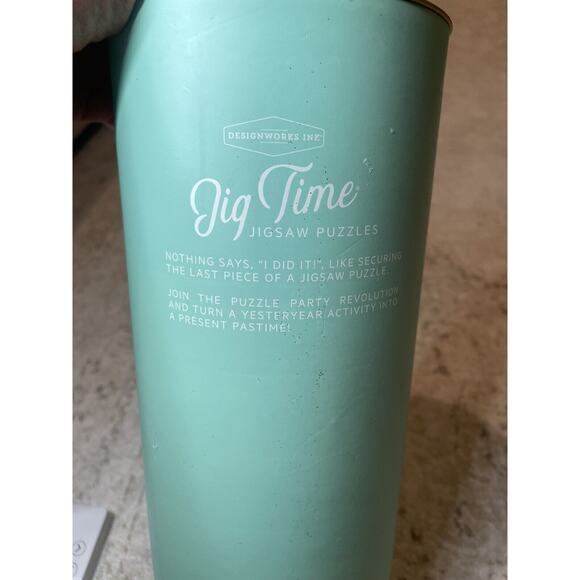 DESIGNWORKS INK
Jig Time
JIGSAW PUZZLES
NOTHING SAYS, "I DID IT!", LIKE SECURING
THE LAST PIECE OF A JIGSAW PUZZLE.
JOIN THE PUZZLE PARTY REVOLUTION
AND TURN A YESTERYEAR ACTIVITY INTO
A PRESENT PASTIME!